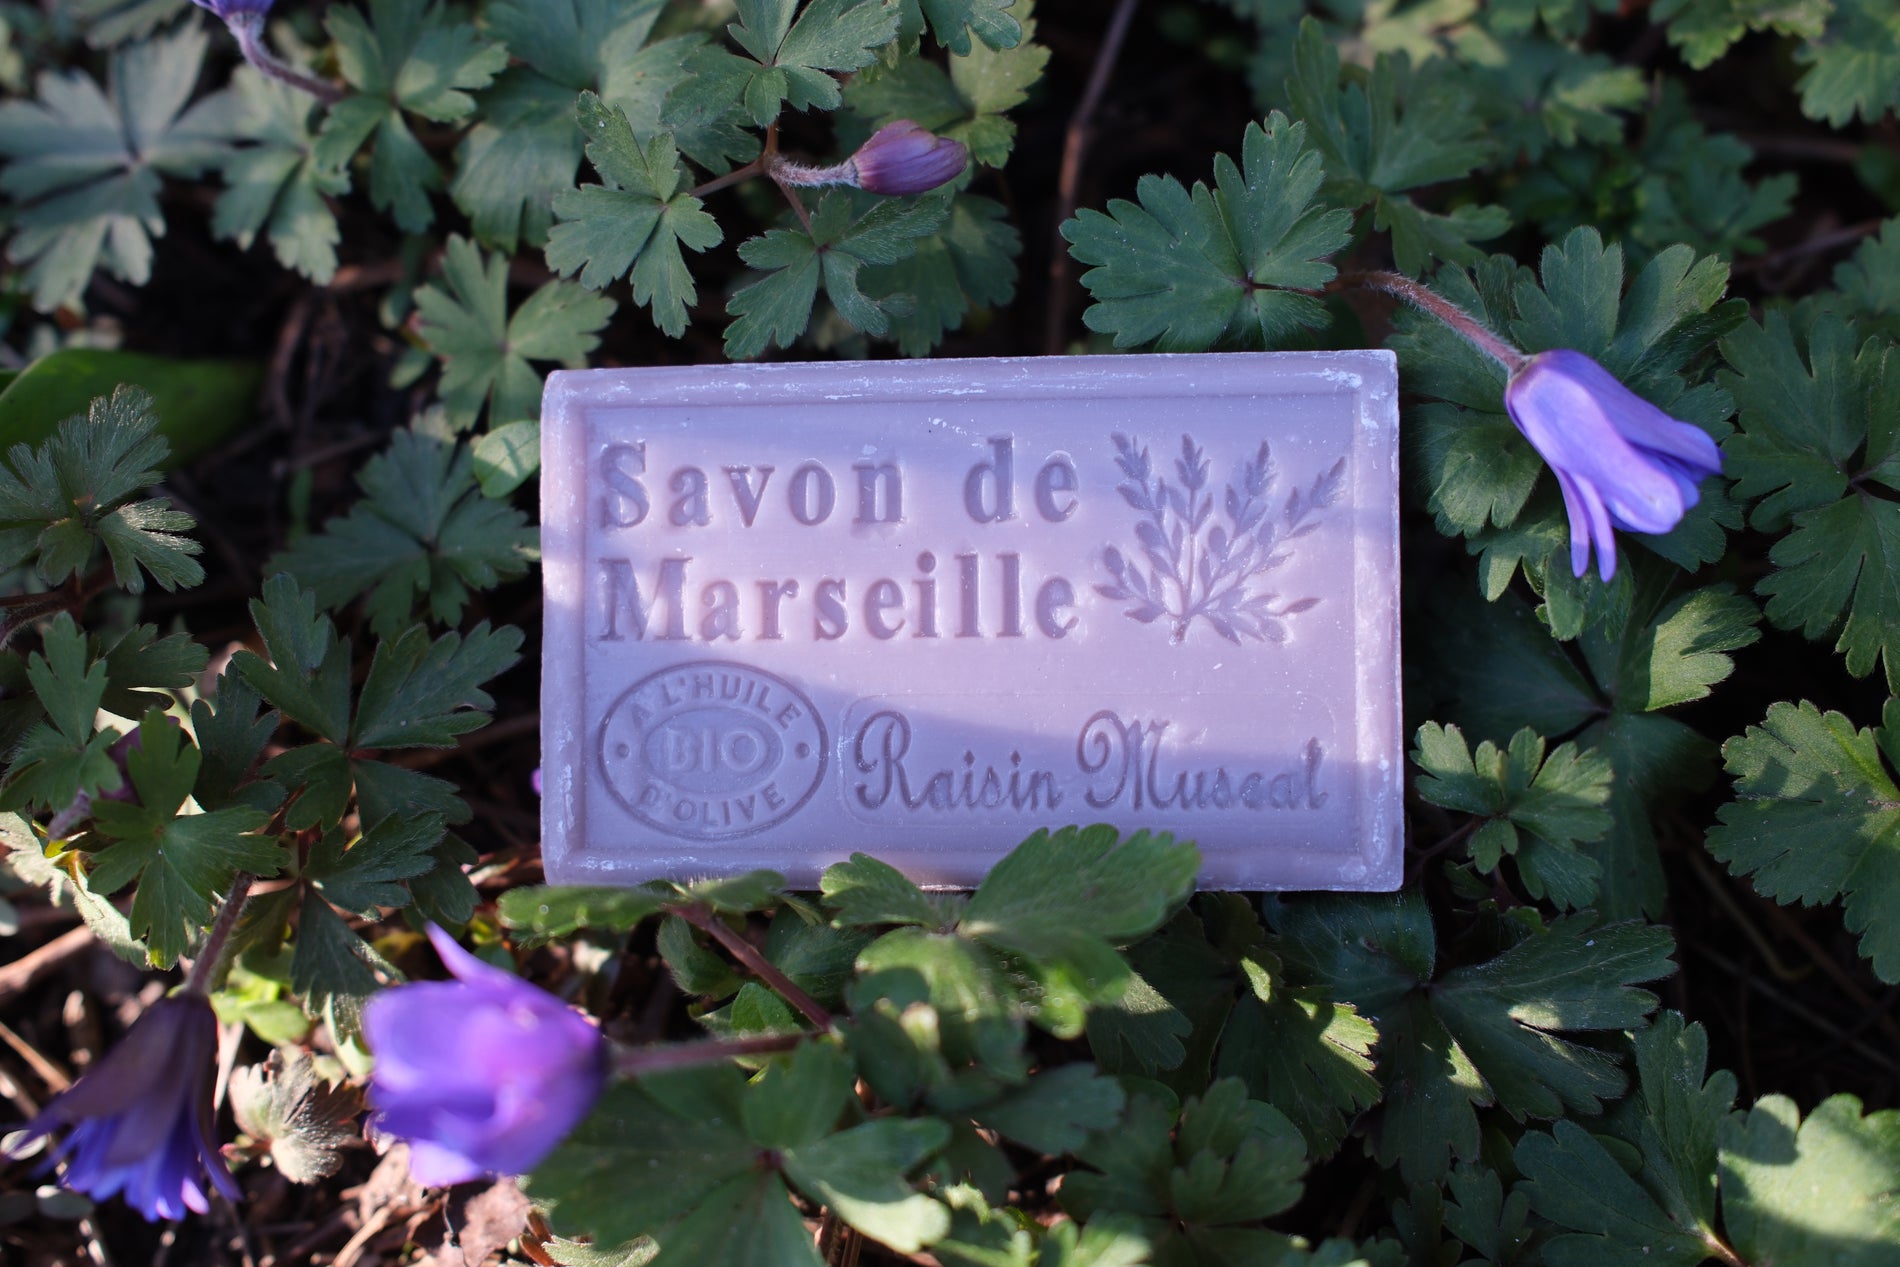 Savon de
Marseille
A L'HUILE
BIO
D'OLIVE
Raisin Muscat